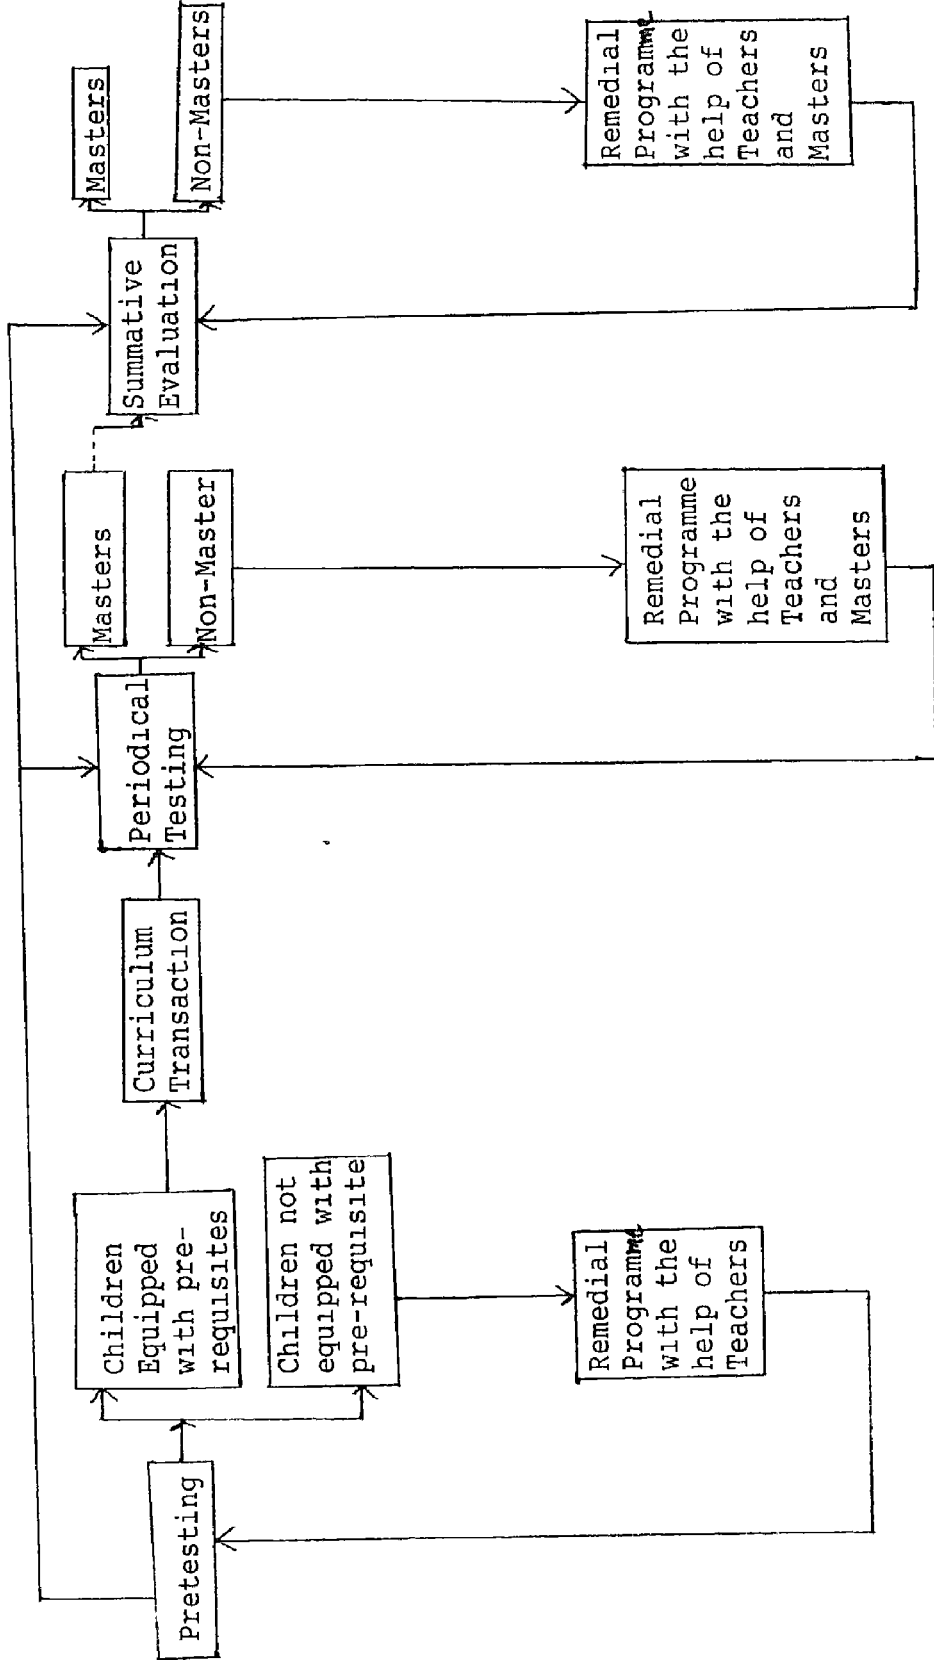 Pretesting
Children
Equipped
with pre-
requisites
Children not
equipped with
pre-requisite
Remedial
Programme
with the
help of
Teachers
Curriculum
Transaction
Periodical
Testing
Masters
Non-Master
Remedial
Programme
with the
help of
Teachers
and
Masters
Summative
Evaluation
Masters
Non-Masters
Remedial
Programme
with the
help of
Teachers
and
Masters